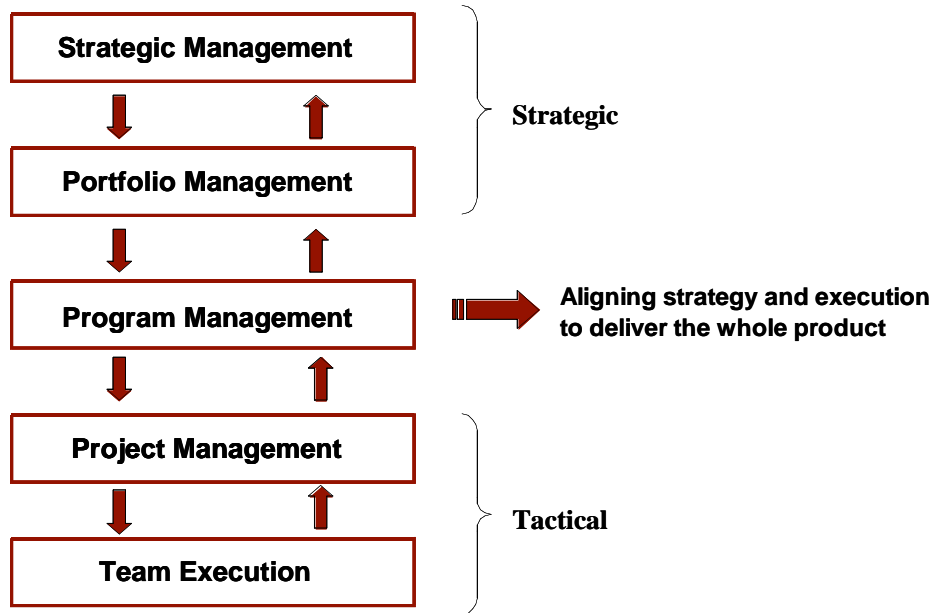 Strategic Management
Strategic
Portfolio Management
Program Management
Aligning strategy and execution
to deliver the whole product
Project Management
Tactical
Team Execution